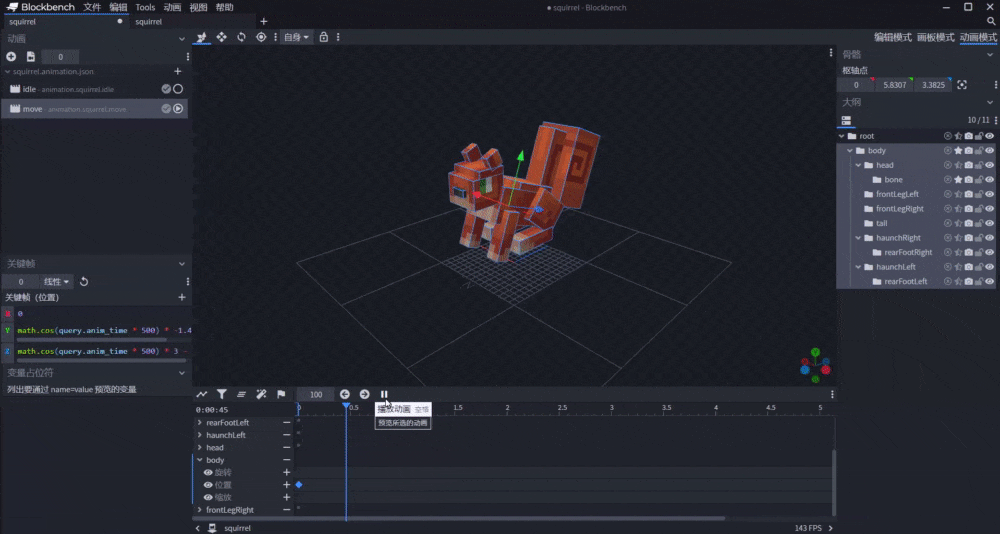 Blockbench 文件 编辑 Tools 动画 视图 帮助
squirrel - Blockbench
squirrel
squirrel
动画
0
自身
编辑模式 画板模式 动画模式
squirrel.animation.json
idle - animation.squirrel.idle
move - animation.squirrel.move
骨骼
枢轴点
0 5.8307 3.3825
大纲
10 / 11
root
body
head
bone
frontLegLeft
frontLegRight
tail
haunchRight
rearFootRight
haunchLeft
rearFootLeft
关键帧
0 线性
关键帧（位置）
X 0
Y math.cos(query.anim_time * 500) * -1.4
Z math.cos(query.anim_time * 500) * 3 -
变量占位符
列出要通过 name=value 预览的变量
Y
X
Z
100
播放动画 空格
预览所选的动画
0:00:45
0 0.5 1.5 2 2.5 3 3.5 4 4.5 5
rearFootLeft
haunchLeft
head
body
旋转
位置
缩放
frontLegRight
squirrel
143 FPS